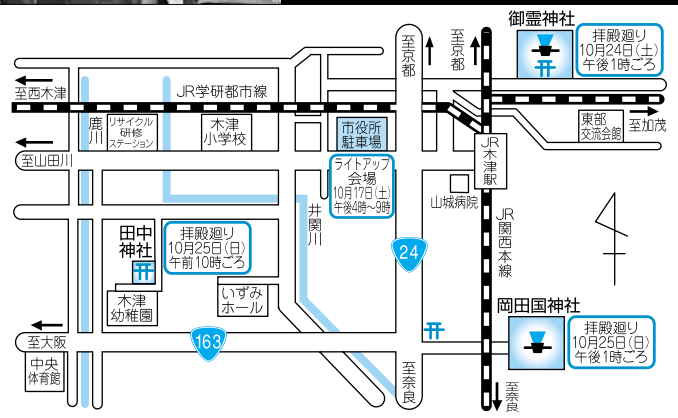 御霊神社
拝殿廻り
10月24日(土)
午後1時ごろ
至京都
至京都
至西木津
JR学研都市線
鹿川
リサイクル
研修
ステーション
木津
小学校
市役所
駐車場
東部
交流会館
至加茂
至山田川
JR木津駅
ライトアップ
会場
10月17日(土)
午後4時〜9時
山城病院
井関川
JR関西本線
田中
神社
拝殿廻り
10月25日(日)
午前10時ごろ
24
木津
幼稚園
いずみ
ホール
岡田国神社
拝殿廻り
10月25日(日)
午後1時ごろ
至大阪
163
中央
体育館
至奈良
至奈良